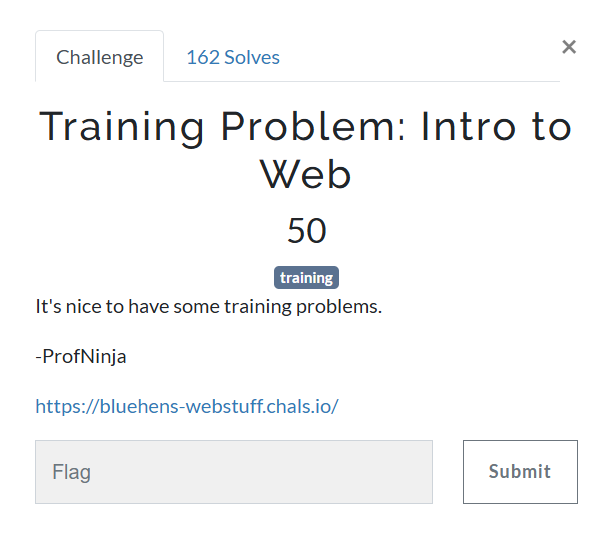 Challenge
162 Solves
×
Training Problem: Intro to
Web
50
training
It's nice to have some training problems.
-ProfNinja
https://bluehens-webstuff.chals.io/
Flag
Submit